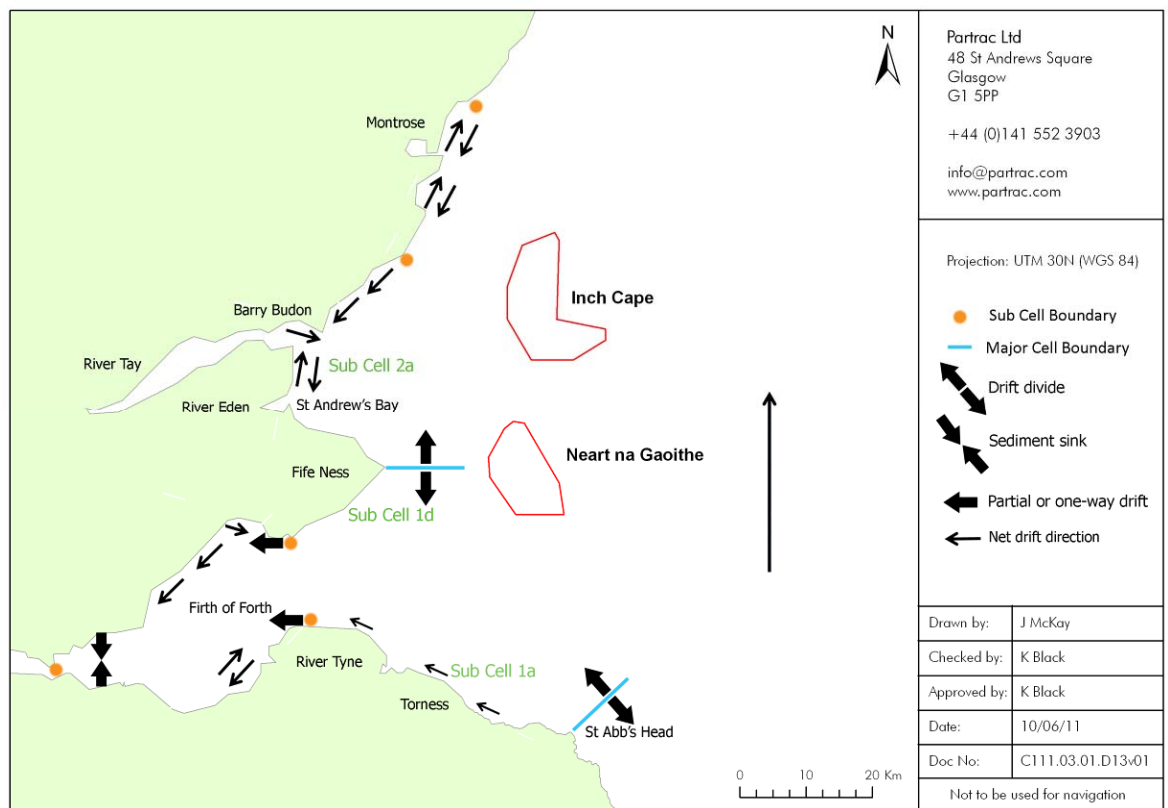 N
Montrose
Inch Cape
Barry Budon
River Tay
Sub Cell 2a
River Eden
St Andrew's Bay
Neart na Gaoithe
Fife Ness
Sub Cell 1d
Firth of Forth
River Tyne
Sub Cell 1a
Torness
St Abb's Head
0 10 20 Km
Partrac Ltd
48 St Andrews Square
Glasgow
G1 5PP
+44 (0)141 552 3903
info@partrac.com
www.partrac.com
Projection: UTM 30N (WGS 84)
Sub Cell Boundary
Major Cell Boundary
Drift divide
Sediment sink
Partial or one-way drift
Net drift direction
Drawn by: J McKay
Checked by: K Black
Approved by: K Black
Date: 10/06/11
Doc No: C111.03.01.D13v01
Not to be used for navigation